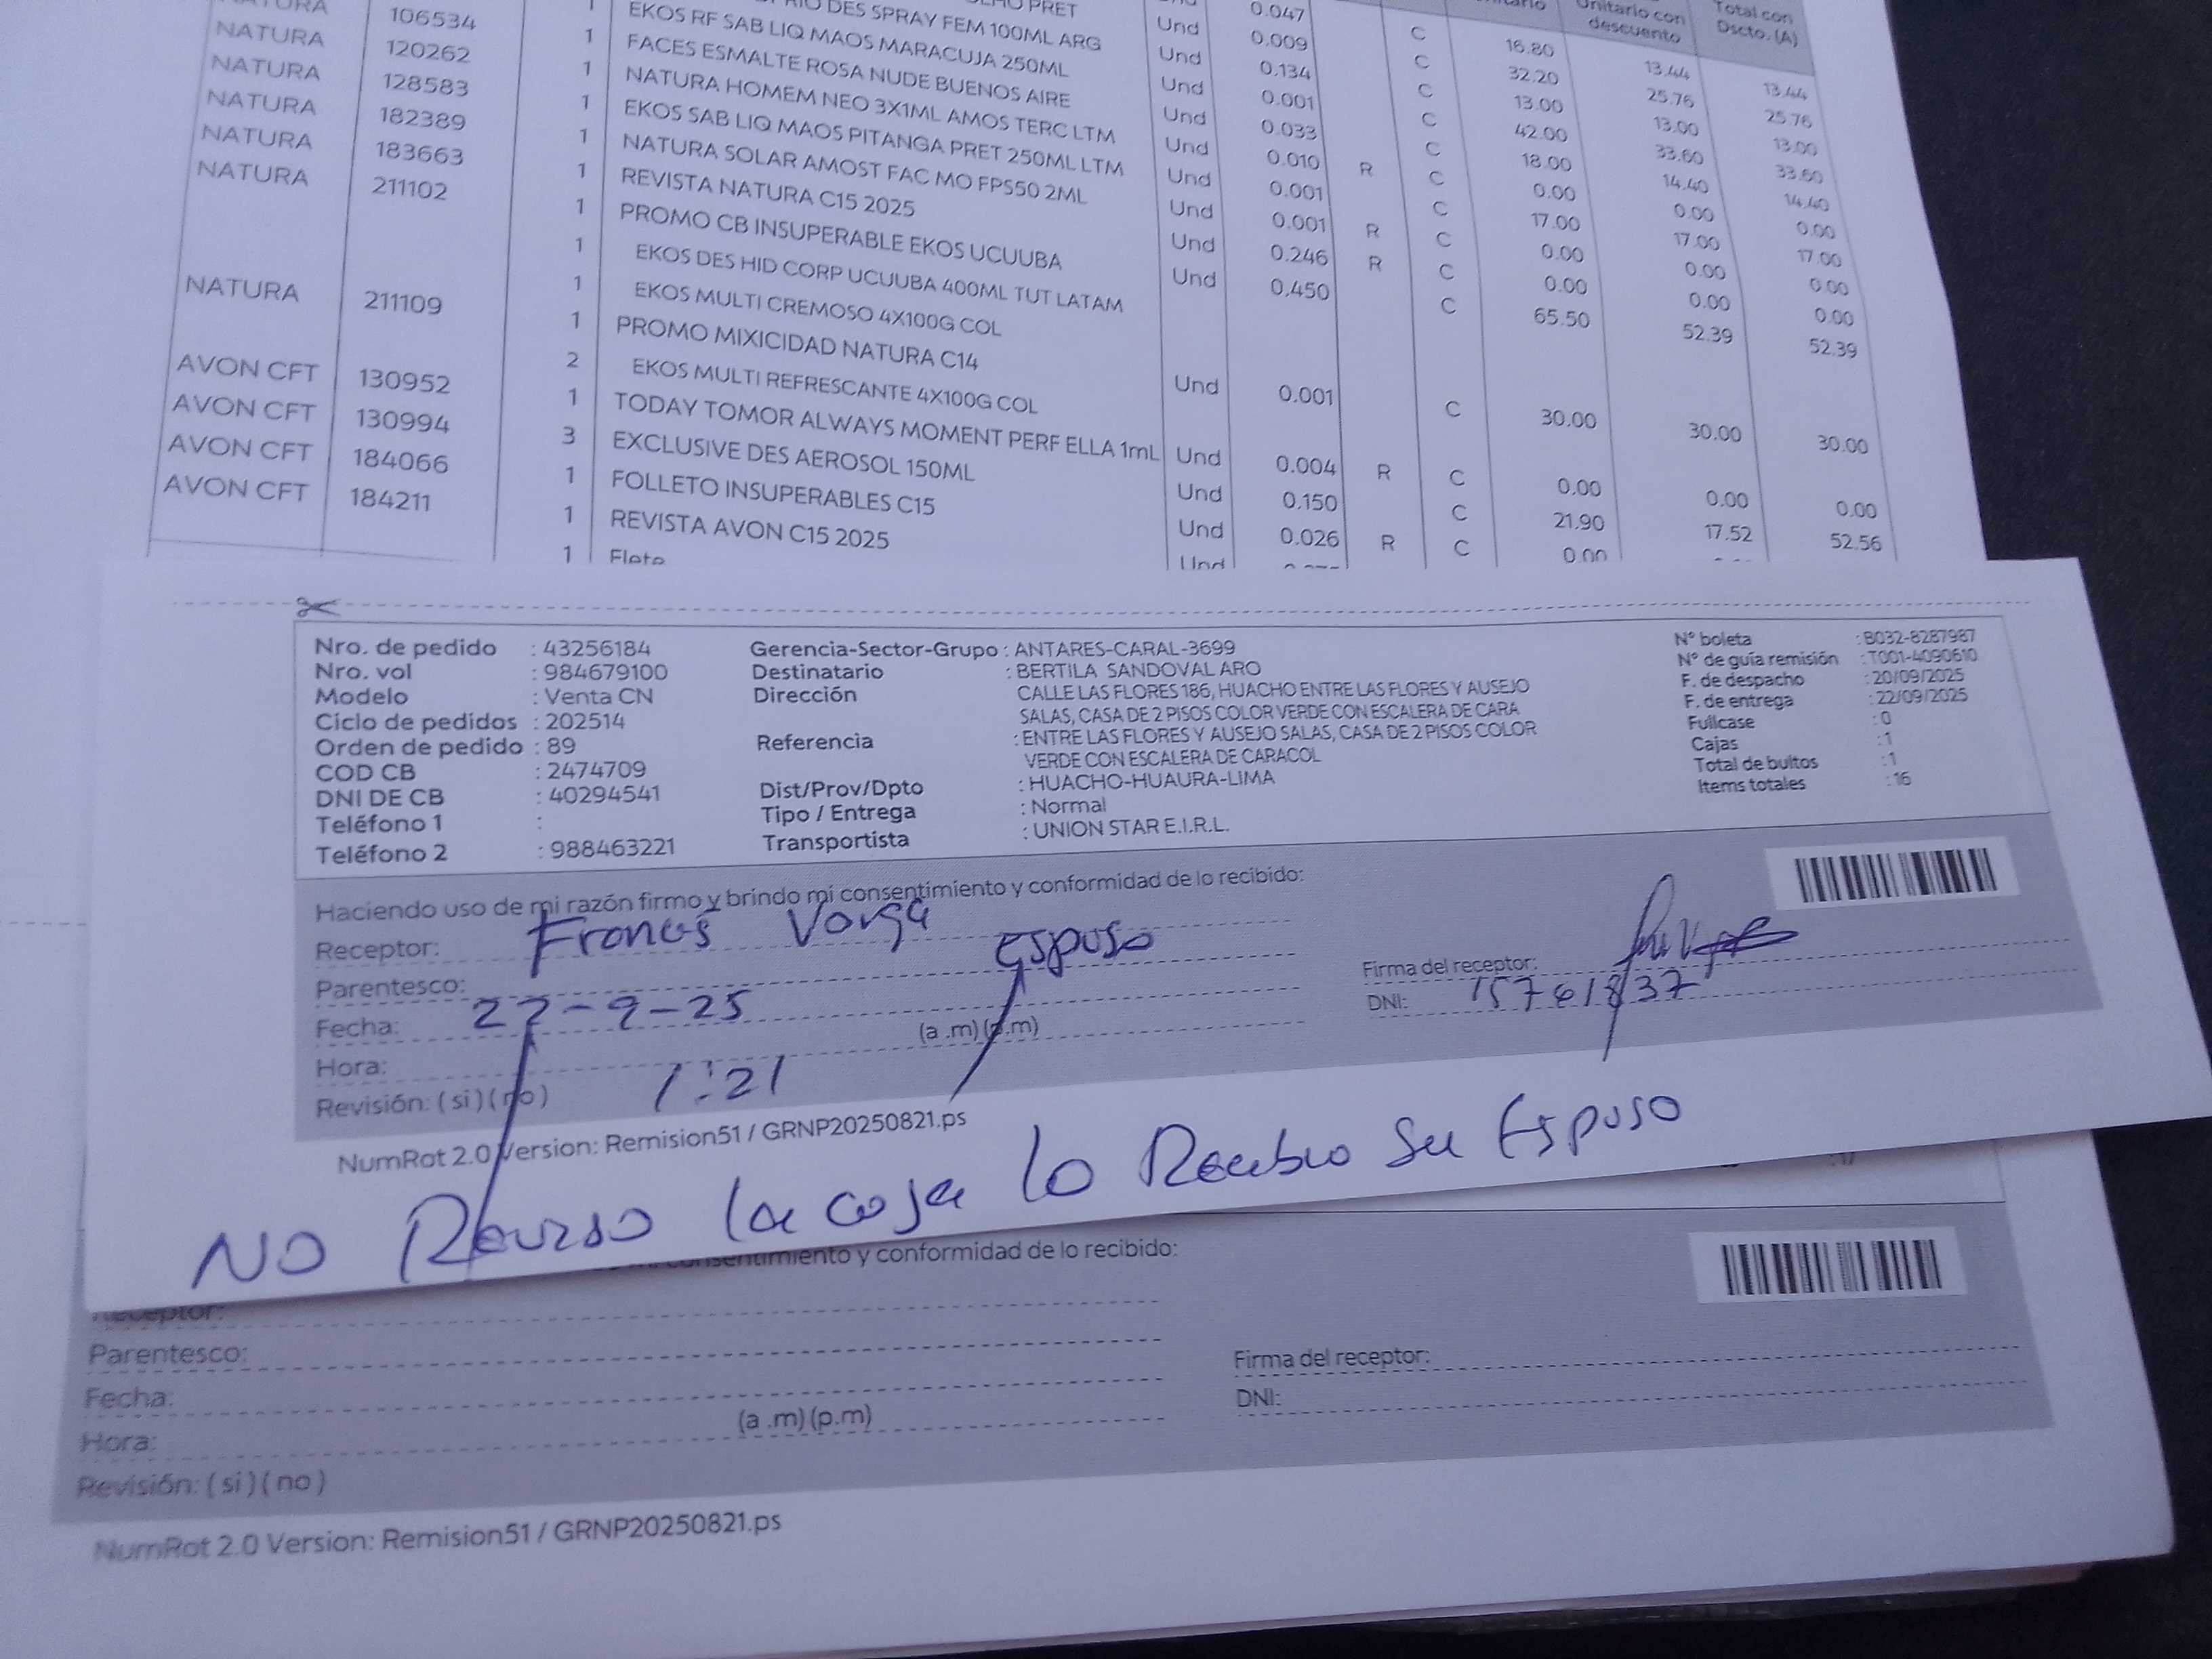 106534
NATURA 120262 1 EKOS RF SAB LIQ MAOS MARACUJA 250ML Und 0.009 C 16.80 13.44 13.44
NATURA 128583 1 FACES ESMALTE ROSA NUDE BUENOS AIRE Und 0.134 C 32.20 25.76 25.76
NATURA 182389 1 NATURA HOMEM NEO 3X1ML AMOS TERC LTM Und 0.001 C 13.00 13.00 13.00
NATURA 183663 1 EKOS SAB LIQ MAOS PITANGA PRET 250ML LTM Und 0.033 C 42.00 33.60 33.60
NATURA 211102 1 NATURA SOLAR AMOST FAC MO FPS50 2ML Und 0.010 R C 18.00 14.40 14.40
1 REVISTA NATURA C15 2025 Und 0.001 C 0.00 0.00 0.00
1 PROMO CB INSUPERABLE EKOS UCUUBA Und 0.001 R C 17.00 17.00 17.00
1 EKOS DES HID CORP UCUUBA 400ML TUT LATAM Und 0.246 R C 0.00 0.00 0.00
NATURA 211109 1 EKOS MULTI CREMOSO 4X100G COL Und 0.450 C 0.00 0.00 0.00
1 PROMO MIXICIDAD NATURA C14 65.50 52.39 52.39
AVON CFT 130952 2 EKOS MULTI REFRESCANTE 4X100G COL Und 0.001 C 30.00 30.00 30.00
AVON CFT 130994 1 TODAY TOMOR ALWAYS MOMENT PERF ELLA 1mL Und 0.004 R C 0.00 0.00 0.00
AVON CFT 184066 3 EXCLUSIVE DES AEROSOL 150ML Und 0.150 C 21.90 17.52 52.56
AVON CFT 184211 1 FOLLETO INSUPERABLES C15 Und 0.026 R C 0.00
1 REVISTA AVON C15 2025 Und
1 Flete
Nro. de pedido : 43256184 Gerencia-Sector-Grupo : ANTARES-CARAL-3699 N° boleta : B032-8287987
Nro. vol : 984679100 Destinatario : BERTILA SANDOVAL ARO N° de guía remisión : T001-4090610
Modelo : Venta CN Dirección CALLE LAS FLORES 186, HUACHO ENTRE LAS FLORES Y AUSEJO F. de despacho : 20/09/2025
Ciclo de pedidos : 202514 SALAS, CASA DE 2 PISOS COLOR VERDE CON ESCALERA DE CARA F. de entrega : 22/09/2025
Orden de pedido : 89 Referencia : ENTRE LAS FLORES Y AUSEJO SALAS, CASA DE 2 PISOS COLOR Fullcase : 0
COD CB : 2474709 VERDE CON ESCALERA DE CARACOL Cajas : 1
DNI DE CB : 40294541 Dist/Prov/Dpto : HUACHO-HUAURA-LIMA Total de bultos : 1
Teléfono 1 : Tipo / Entrega : Normal Items totales : 16
Teléfono 2 : 988463221 Transportista : UNION STAR E.I.R.L.
Haciendo uso de mi razón firmo y brindo mi consentimiento y conformidad de lo recibido:
Receptor:
Parentesco: esposo Firma del receptor:
Fecha: 22-9-25 DNI: 15761837
Hora: 1:21 (a .m) (p.m)
Revisión: ( si ) ( no )
NumRot 2.0 Version: Remision51 / GRNP20250821.ps
NO Reviso la caja lo Recibio Su Esposo
consentimiento y conformidad de lo recibido:
Receptor:
Parentesco: Firma del receptor:
Fecha: DNI:
Hora: (a .m) (p.m)
Revisión: ( si ) ( no )
NumRot 2.0 Version: Remision51 / GRNP20250821.ps